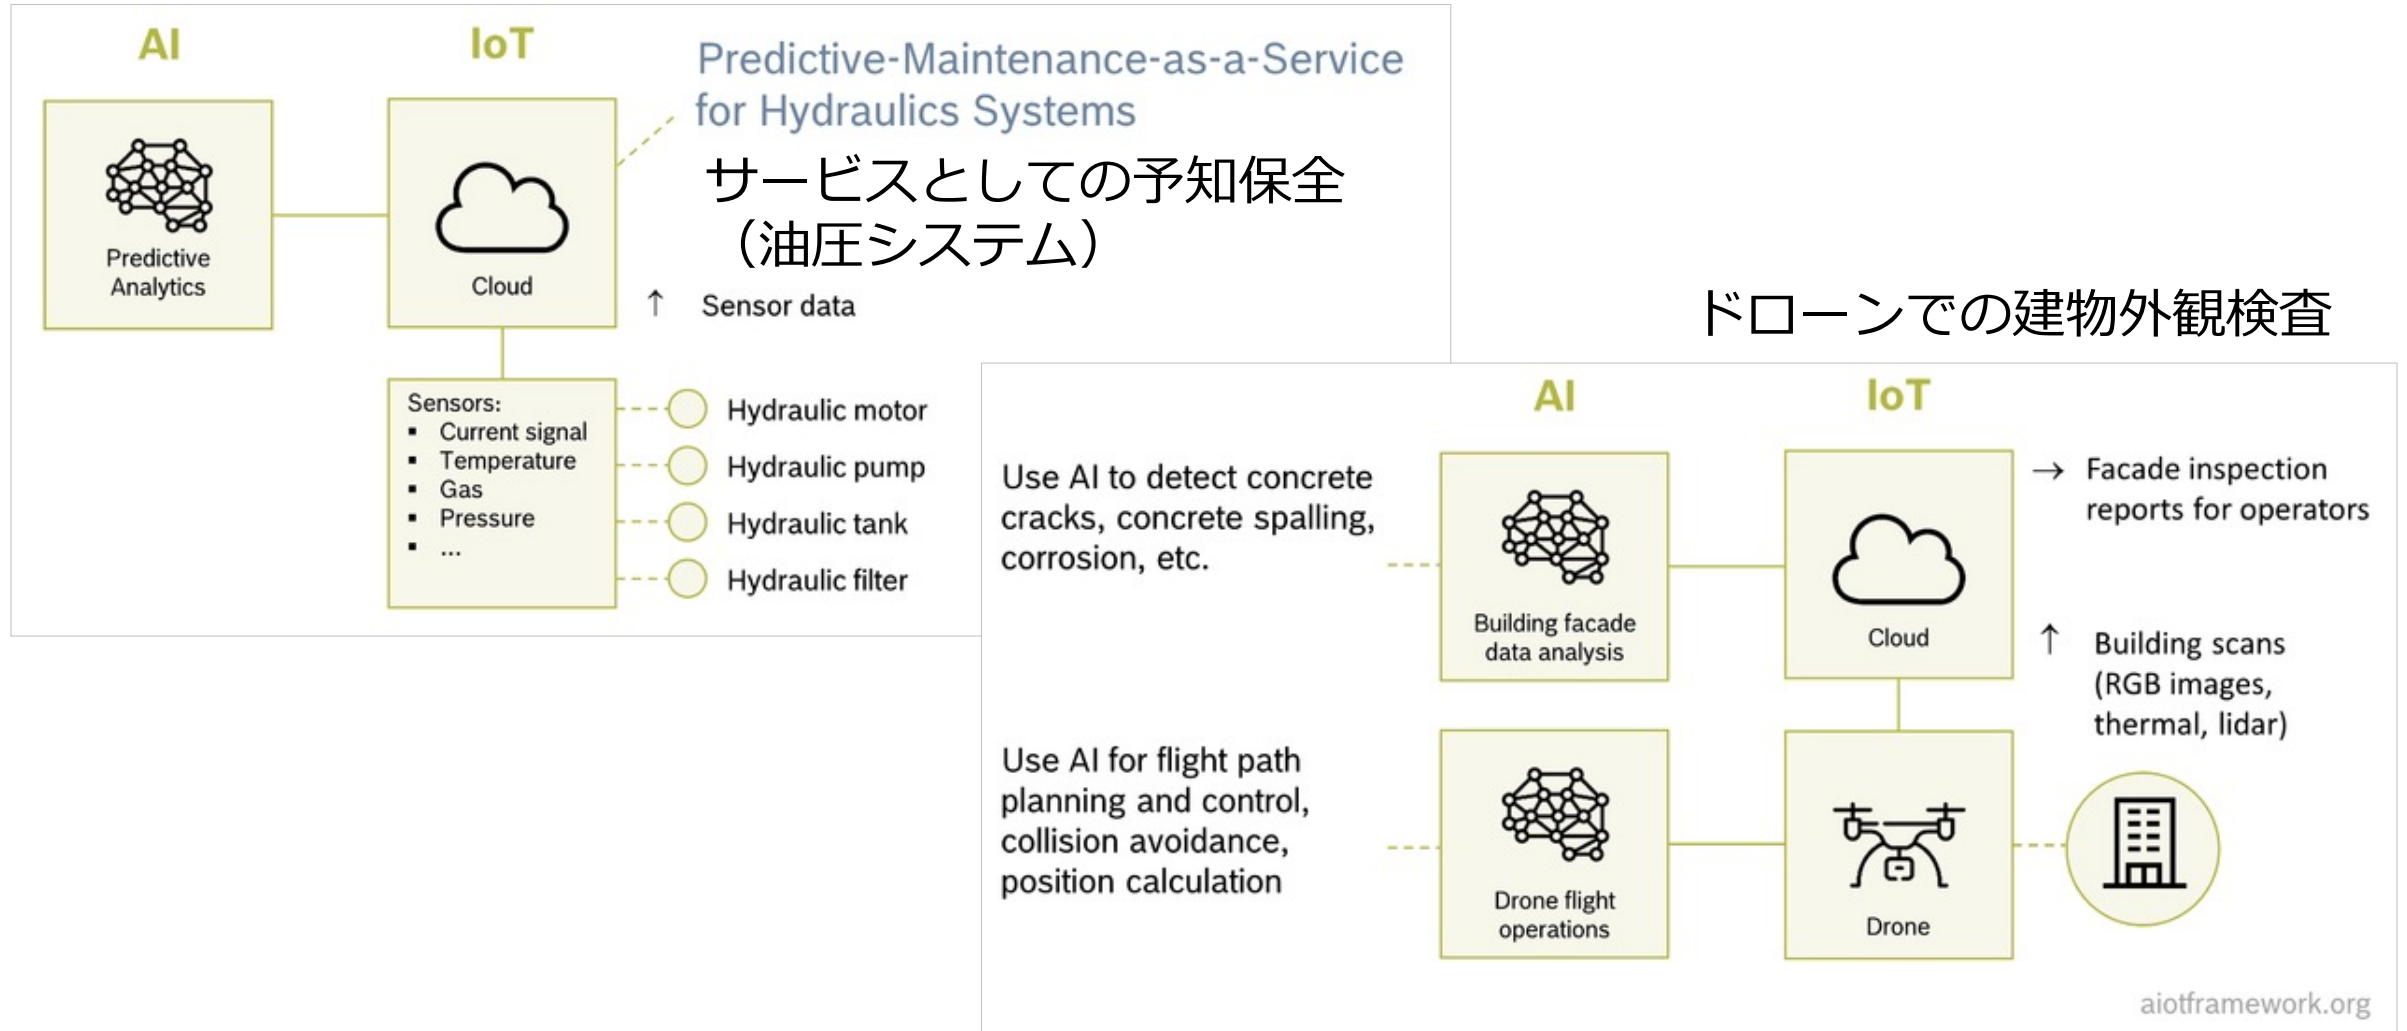 AI
IoT
Predictive-Maintenance-as-a-Service
for Hydraulics Systems
サービスとしての予知保全
（油圧システム）
Predictive
Analytics
Cloud
↑ Sensor data
Sensors:
▪ Current signal
▪ Temperature
▪ Gas
▪ Pressure
▪ ...
Hydraulic motor
Hydraulic pump
Hydraulic tank
Hydraulic filter
ドローンでの建物外観検査
AI
IoT
Use AI to detect concrete
cracks, concrete spalling,
corrosion, etc.
Building facade
data analysis
Cloud
→ Facade inspection
reports for operators
↑ Building scans
(RGB images,
thermal, lidar)
Use AI for flight path
planning and control,
collision avoidance,
position calculation
Drone flight
operations
Drone
aiotframework.org